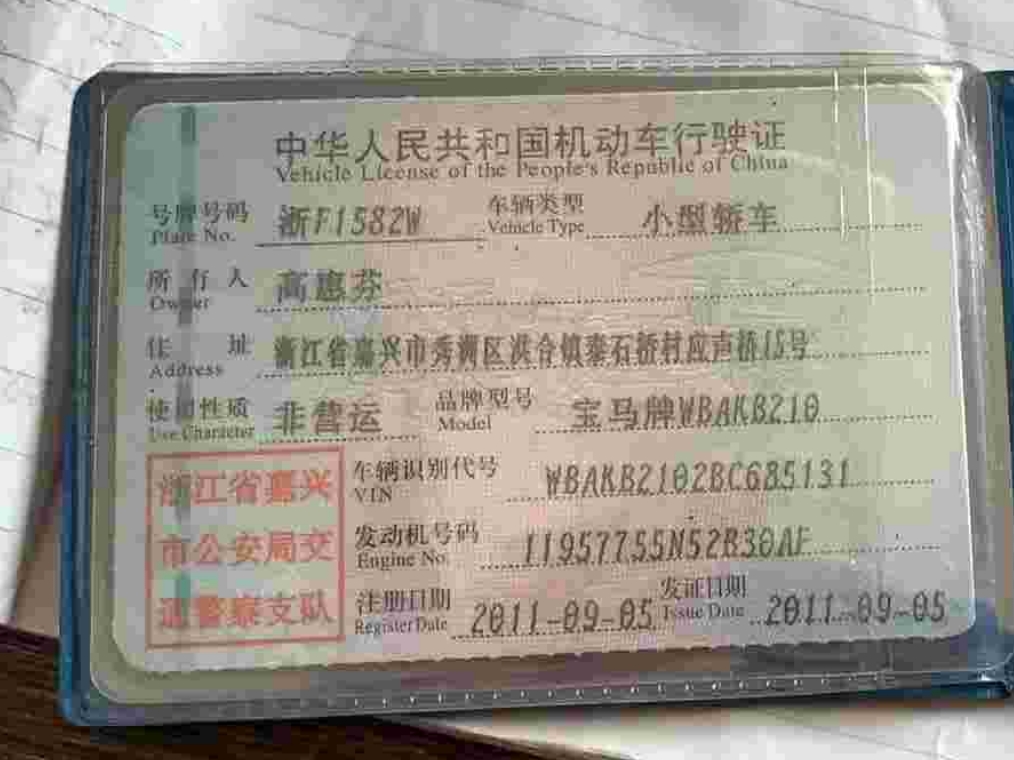 中华人民共和国机动车行驶证
Vehicle License of the People's Republic of China
号牌号码 浙F1582W 车辆类型 小型轿车
Plate No. Vehicle Type
所有人 高惠芬
Owner
住址 浙江省嘉兴市秀洲区洪合镇泰石桥村应声桥15号
Address
使用性质 非营运 品牌型号 宝马牌WBAKB210
Use Character Model
车辆识别代号 WBAKB2102BC685131
VIN
发动机号码 11957755N52B30AF
Engine No.
注册日期 2011-09-05 发证日期 2011-09-05
Register Date Issue Date
浙江省嘉兴
市公安局交
通警察支队